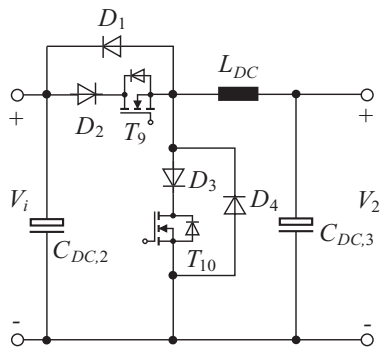 D1
LDC
+
D2
T9
+
D3
D4
Vi
V2
CDC,2
T10
CDC,3
-
-